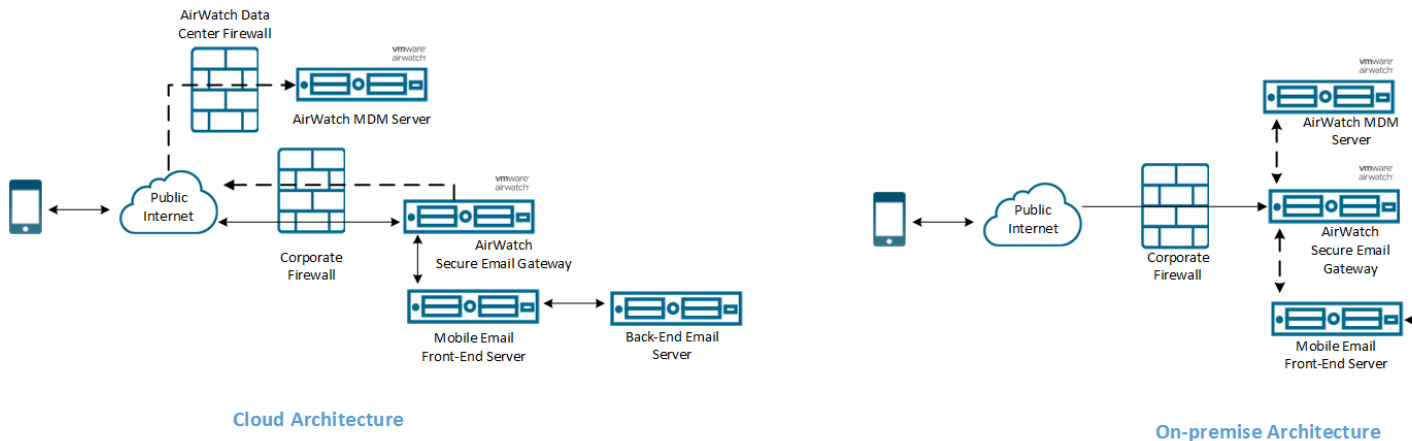 AirWatch Data
Center Firewall
vmware
airwatch
AirWatch MDM Server
Public
Internet
Corporate
Firewall
vmware
airwatch
AirWatch
Secure Email Gateway
Mobile Email
Front-End Server
Back-End Email
Server
Cloud Architecture
vmware
airwatch
AirWatch MDM
Server
Public
Internet
Corporate
Firewall
vmware
airwatch
AirWatch
Secure Email
Gateway
Mobile Email
Front-End Server
On-premise Architecture